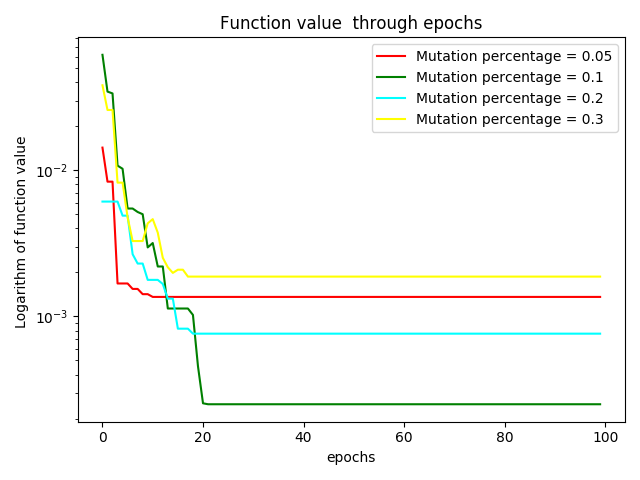 Function value  through epochs
Mutation percentage = 0.05
Mutation percentage = 0.1
Mutation percentage = 0.2
Mutation percentage = 0.3
Logarithm of function value
10⁻²
10⁻³
0 20 40 60 80 100
epochs